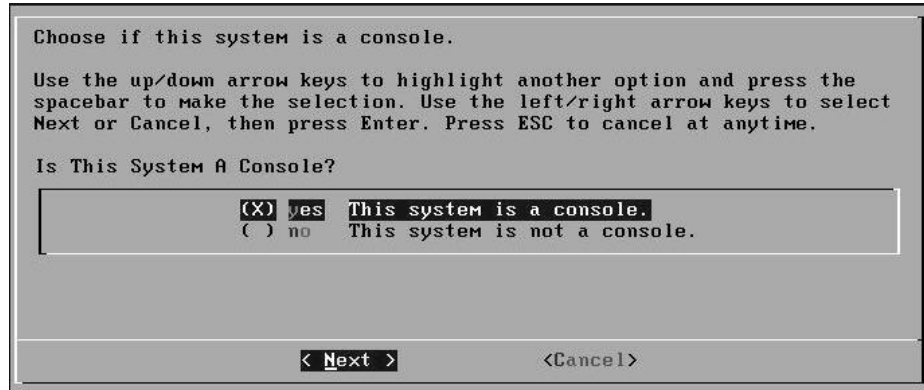 Choose if this system is a console.
Use the up/down arrow keys to highlight another option and press the
spacebar to make the selection. Use the left/right arrow keys to select
Next or Cancel, then press Enter. Press ESC to cancel at anytime.
Is This System A Console?
(X) yes This system is a console.
( ) no This system is not a console.
< Next > <Cancel>